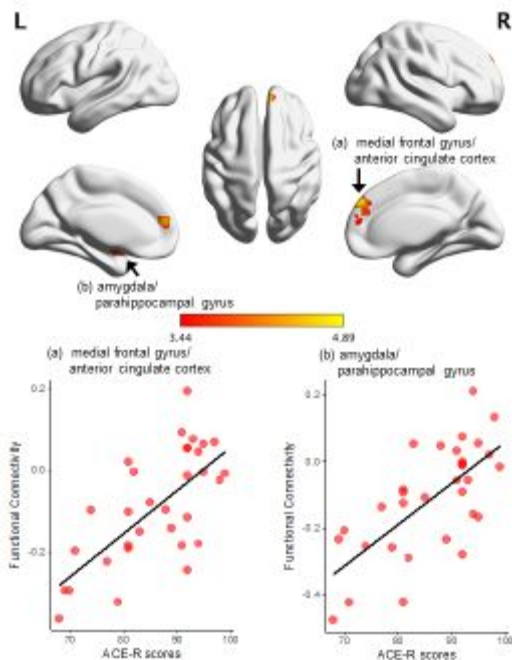 L
R
(a) medial frontal gyrus/
anterior cingulate cortex
(b) amygdala/
parahippocampal gyrus
3.44
4.89
(a) medial frontal gyrus/
anterior cingulate cortex
(b) amygdala/
parahippocampal gyrus
Functional Connectivity
0.2
0.0
-0.2
70
80
90
100
ACE-R scores
Functional Connectivity
0.2
0.0
-0.2
-0.4
70
80
90
100
ACE-R scores